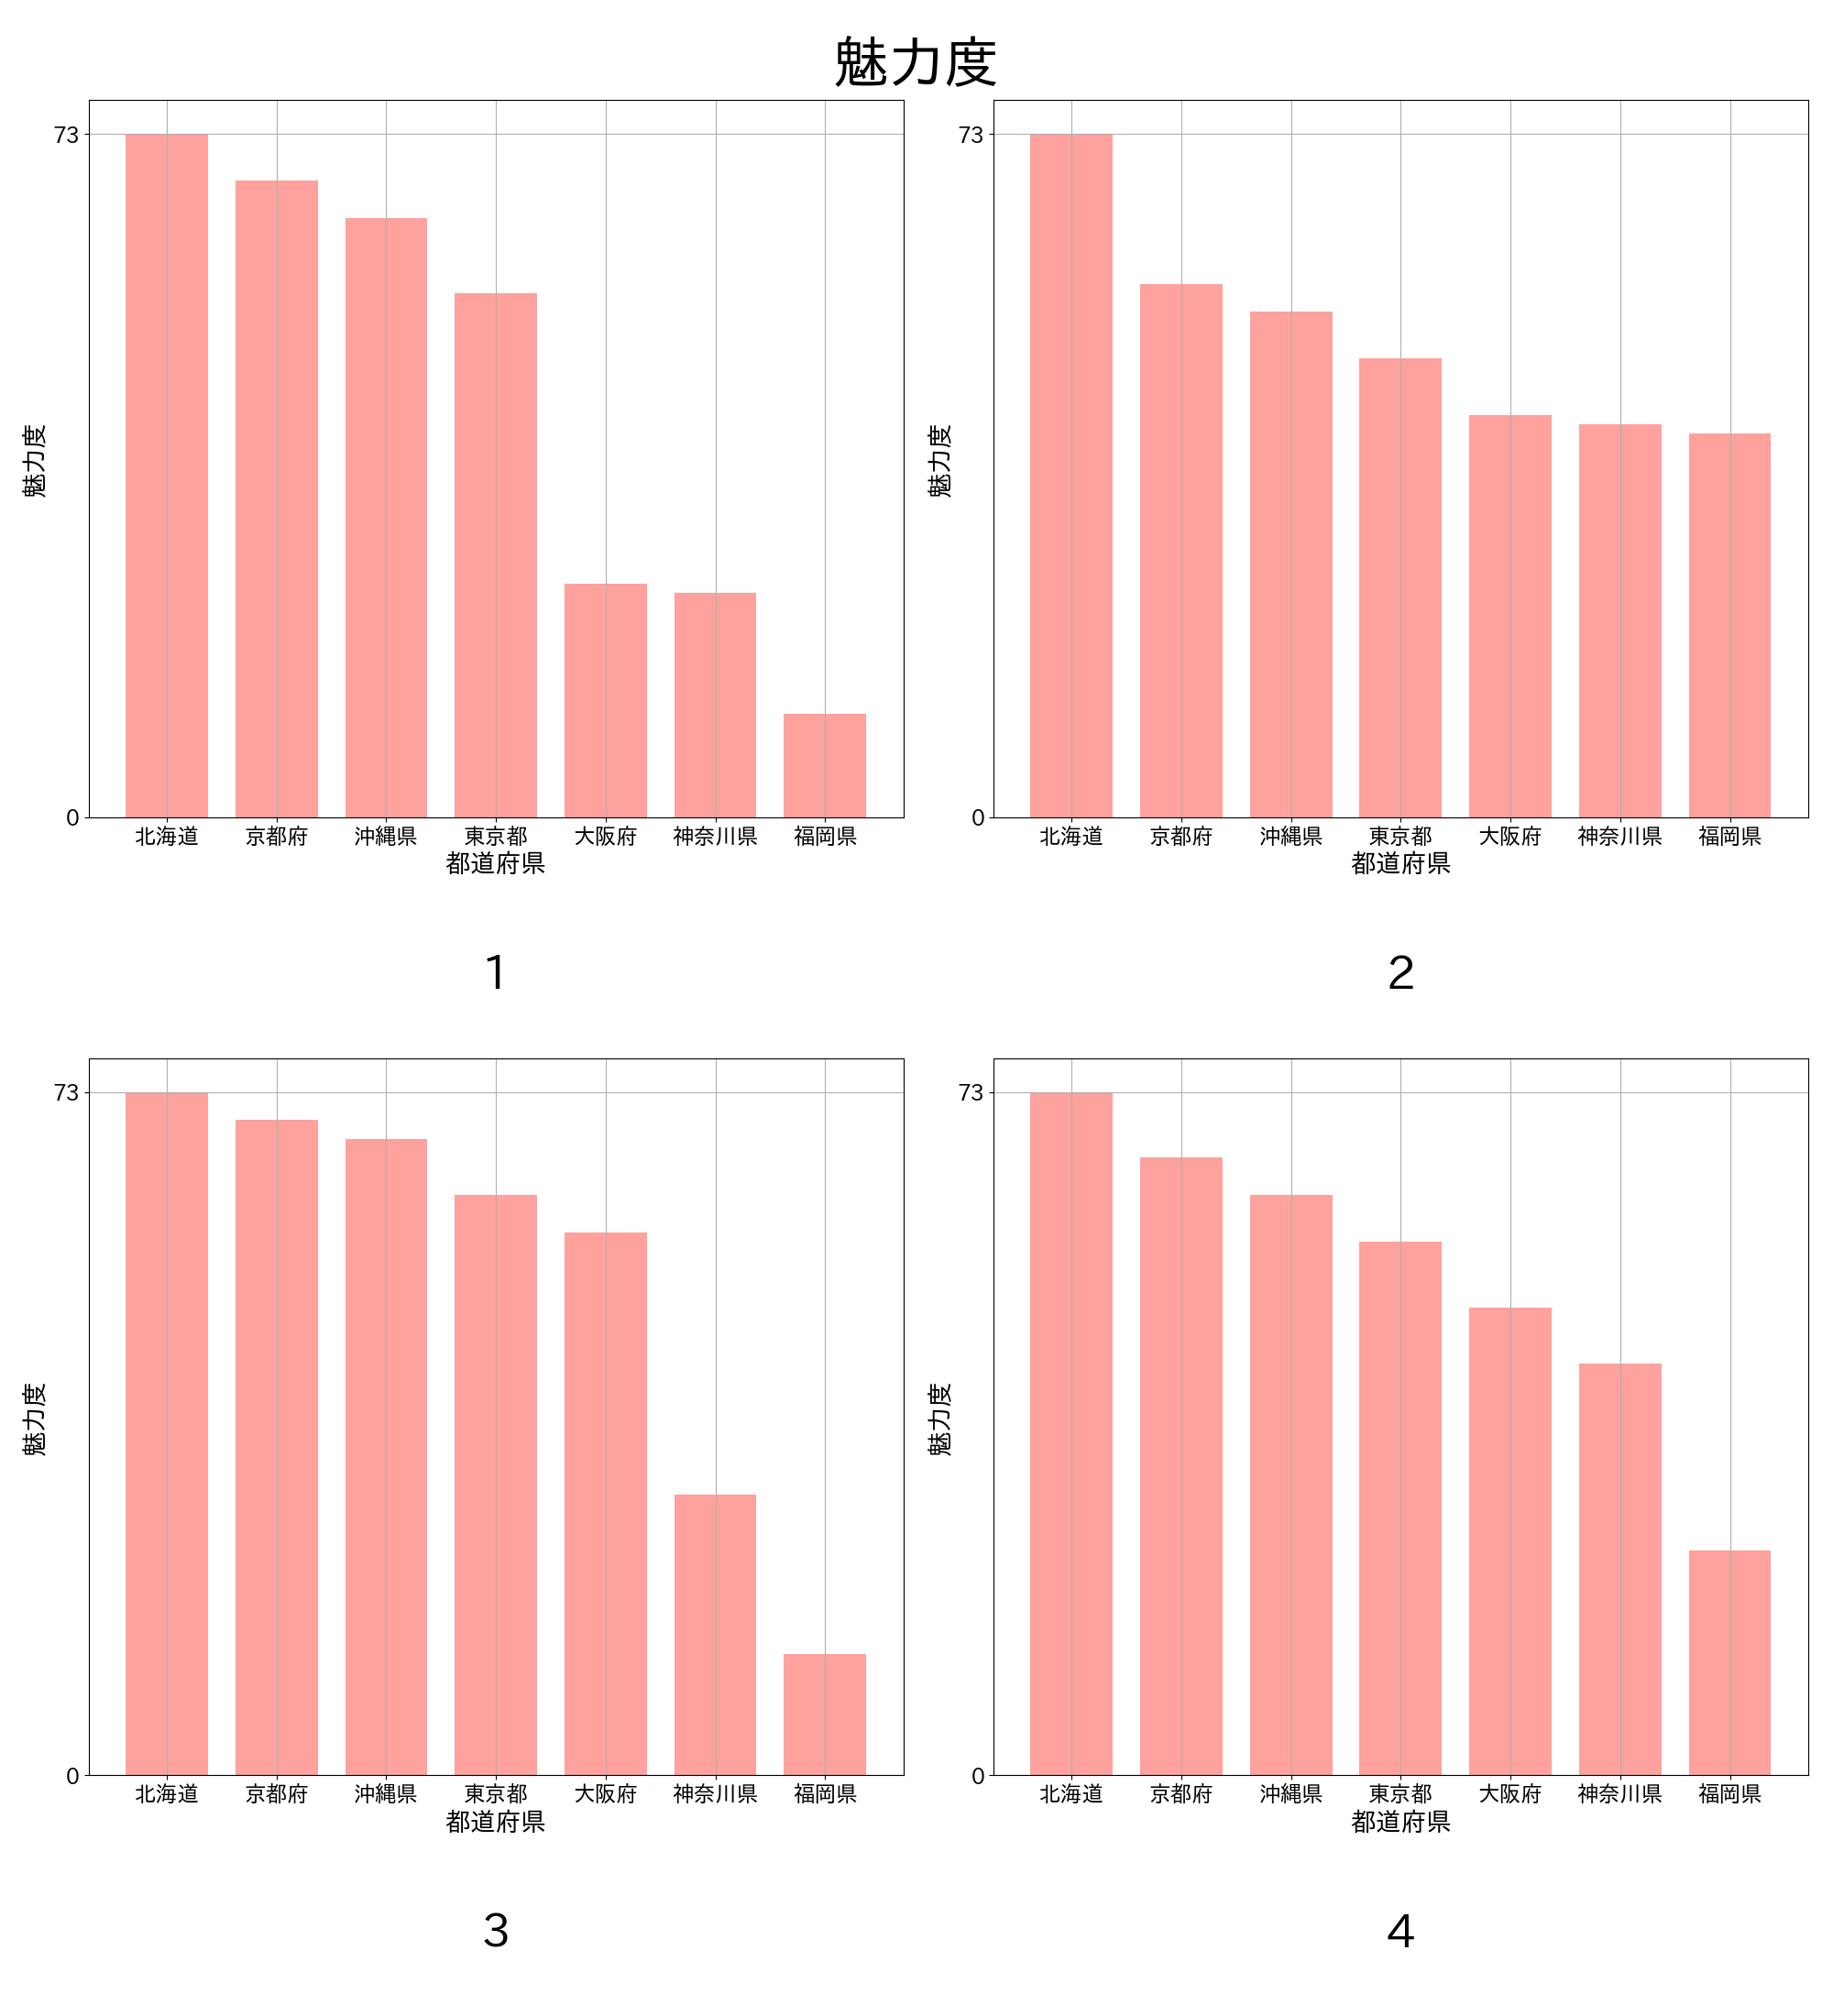 魅力度
73
魅力度
0
北海道 京都府 沖縄県 東京都 大阪府 神奈川県 福岡県
都道府県
1
73
魅力度
0
北海道 京都府 沖縄県 東京都 大阪府 神奈川県 福岡県
都道府県
2
73
魅力度
0
北海道 京都府 沖縄県 東京都 大阪府 神奈川県 福岡県
都道府県
3
73
魅力度
0
北海道 京都府 沖縄県 東京都 大阪府 神奈川県 福岡県
都道府県
4